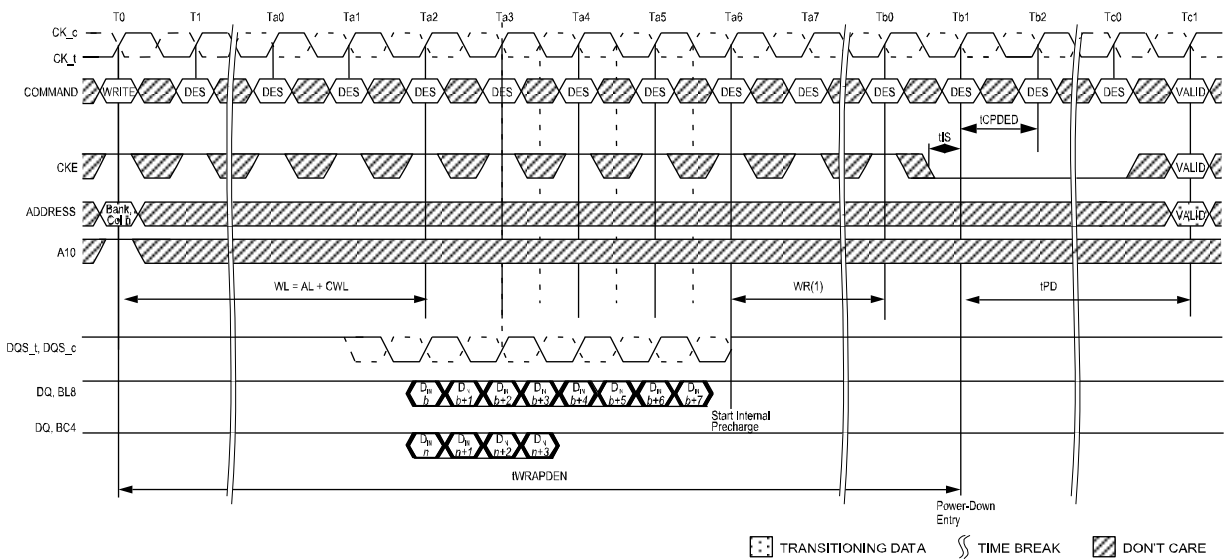 T0 T1 Ta0 Ta1 Ta2 Ta3 Ta4 Ta5 Ta6 Ta7 Tb0 Tb1 Tb2 Tc0 Tc1
CK_c
CK_t
COMMAND WRITE DES DES DES DES DES DES DES DES DES DES DES DES DES VALID
tCPDED
tIS
CKE VALID
ADDRESS Bank, Col b VALID
A10
WL = AL + CWL WR(1) tPD
DQS_t, DQS_c
DQ, BL8 DIN b DIN b+1 DIN b+2 DIN b+3 DIN b+4 DIN b+5 DIN b+6 DIN b+7
Start Internal
Precharge
DQ, BC4 DIN n DIN n+1 DIN n+2 DIN n+3
tWRAPDEN
Power-Down
Entry
TRANSITIONING DATA TIME BREAK DON'T CARE